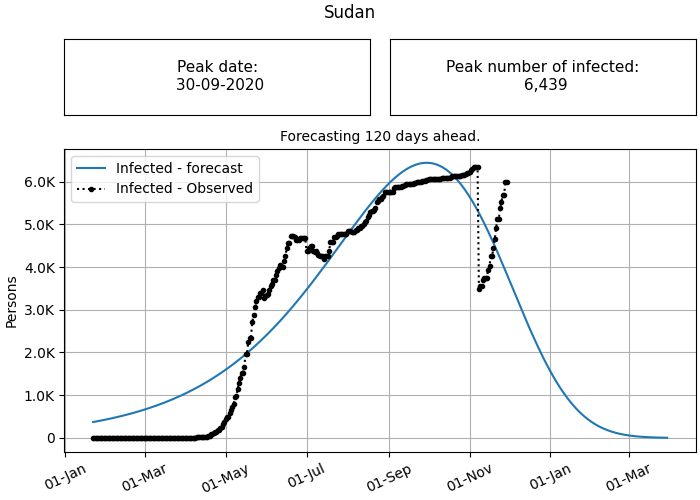 Sudan
Peak date:
30-09-2020
Peak number of infected:
6,439
Forecasting 120 days ahead.
Infected - forecast
Infected - Observed
6.0K
5.0K
4.0K
3.0K
2.0K
1.0K
0
Persons
01-Jan
01-Mar
01-May
01-Jul
01-Sep
01-Nov
01-Jan
01-Mar